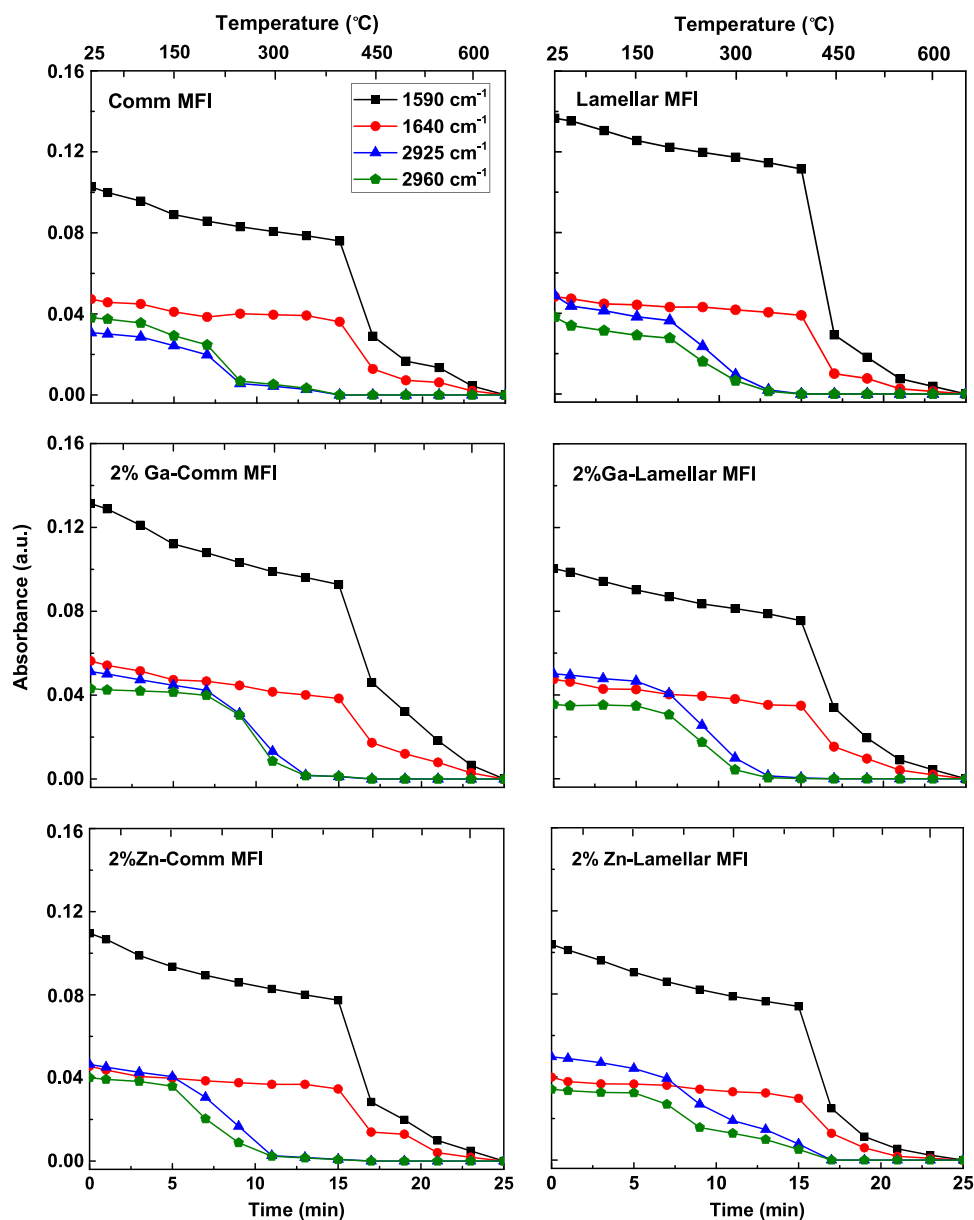 Temperature (°C)
Temperature (°C)
25 150 300 450 600
25 150 300 450 600
0.16
Comm MFI
1590 cm⁻¹
1640 cm⁻¹
2925 cm⁻¹
2960 cm⁻¹
Lamellar MFI
0.12
0.08
0.04
0.00
0.16
2% Ga-Comm MFI
2%Ga-Lamellar MFI
0.12
Absorbance (a.u.)
0.08
0.04
0.00
0.16
2%Zn-Comm MFI
2% Zn-Lamellar MFI
0.12
0.08
0.04
0.00
0 5 10 15 20 25
0 5 10 15 20 25
Time (min)
Time (min)